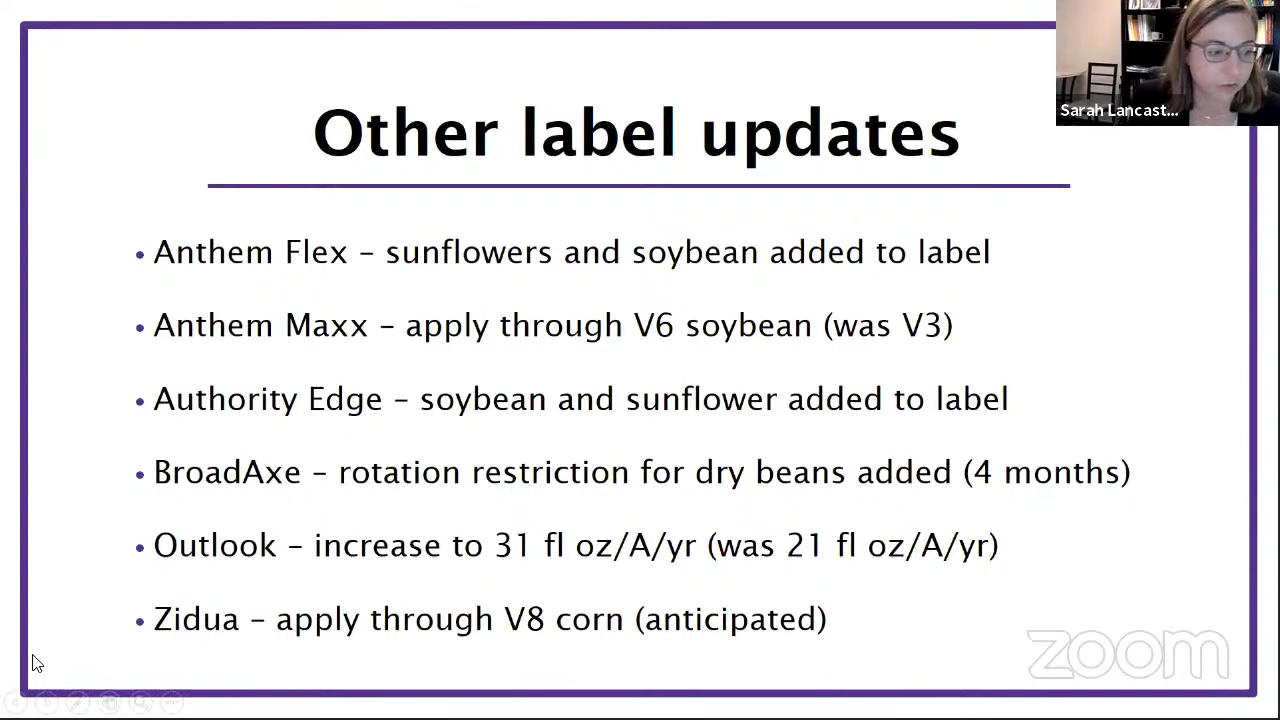 Sarah Lancast...
Other label updates
• Anthem Flex – sunflowers and soybean added to label
• Anthem Maxx – apply through V6 soybean (was V3)
• Authority Edge – soybean and sunflower added to label
• BroadAxe – rotation restriction for dry beans added (4 months)
• Outlook – increase to 31 fl oz/A/yr (was 21 fl oz/A/yr)
• Zidua – apply through V8 corn (anticipated)
zoom